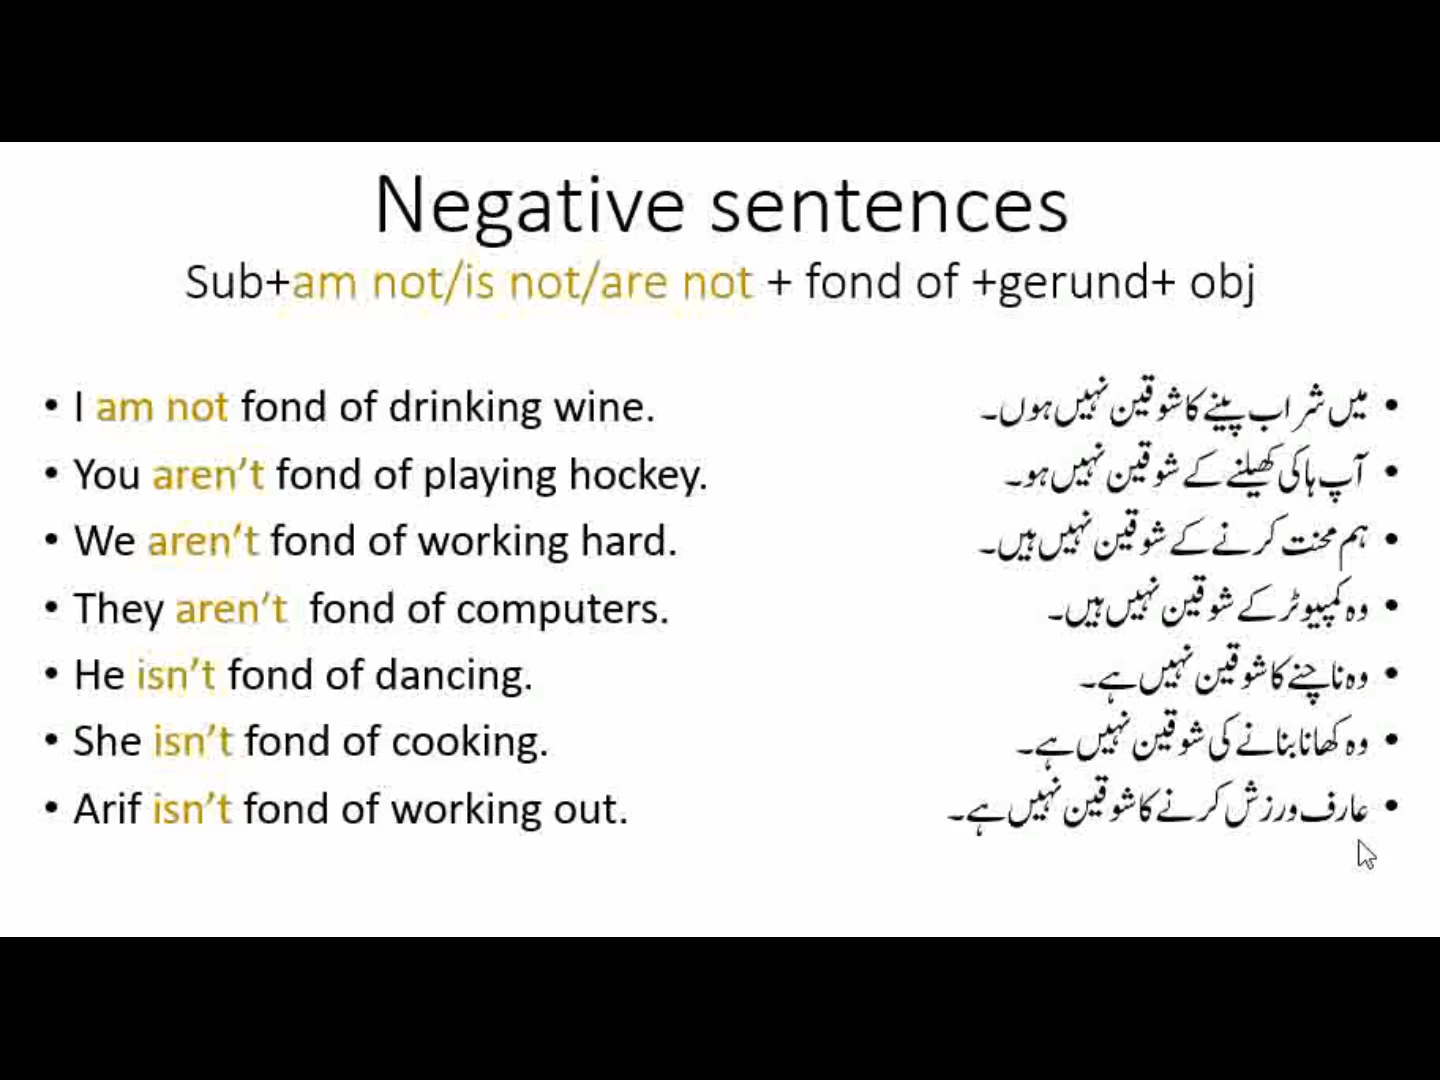 Negative sentences
Sub+am not/is not/are not + fond of +gerund+ obj
• I am not fond of drinking wine.
• You aren’t fond of playing hockey.
• We aren’t fond of working hard.
• They aren’t  fond of computers.
• He isn’t fond of dancing.
• She isn’t fond of cooking.
• Arif isn’t fond of working out.
• میں شراب پینے کا شوقین نہیں ہوں۔
• آپ ہاکی کھیلنے کے شوقین نہیں ہو۔
• ہم محنت کرنے کے شوقین نہیں ہیں۔
• وہ کمپیوٹر کے شوقین نہیں ہیں۔
• وہ ناچنے کا شوقین نہیں ہے۔
• وہ کھانا بنانے کی شوقین نہیں ہے۔
• عارف ورزش کرنے کا شوقین نہیں ہے۔